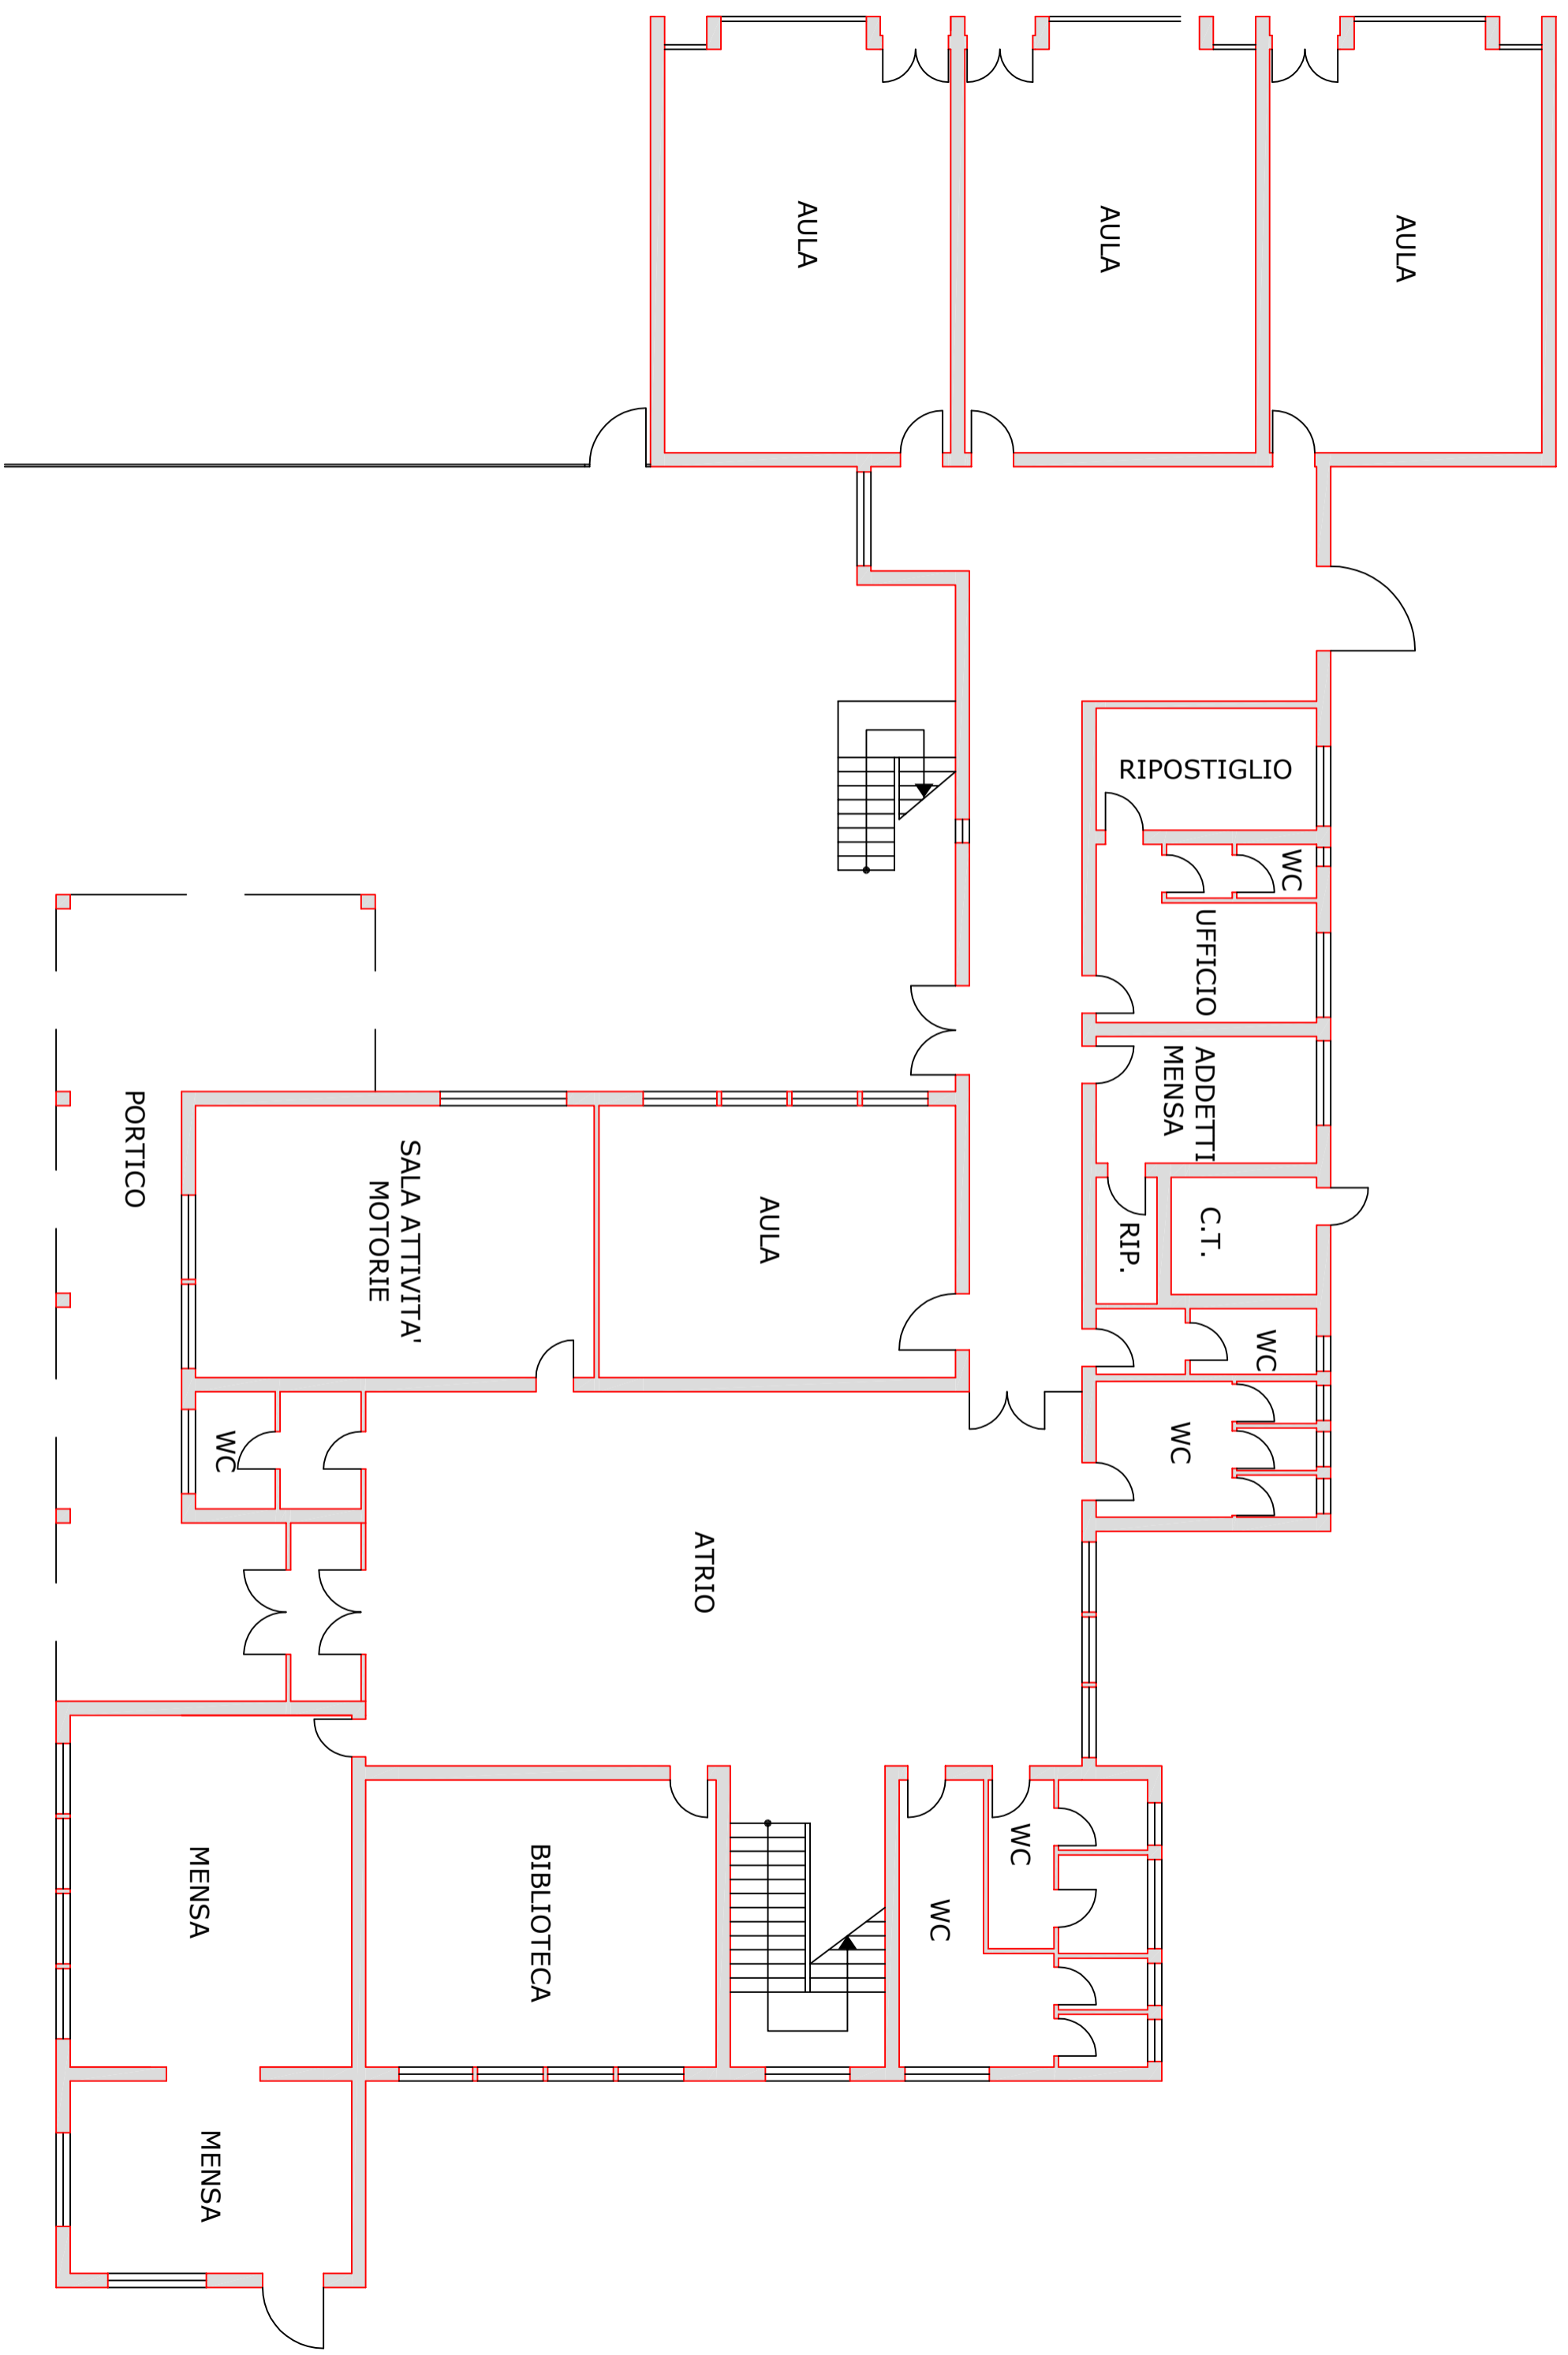 AULA
AULA
AULA
RIPOSTIGLIO
WC
UFFICIO
ADDETTI
MENSA
C.T.
RIP.
PORTICO
SALA ATTIVITA'
MOTORIE
AULA
WC
WC
WC
ATRIO
WC
WC
MENSA
BIBLIOTECA
MENSA